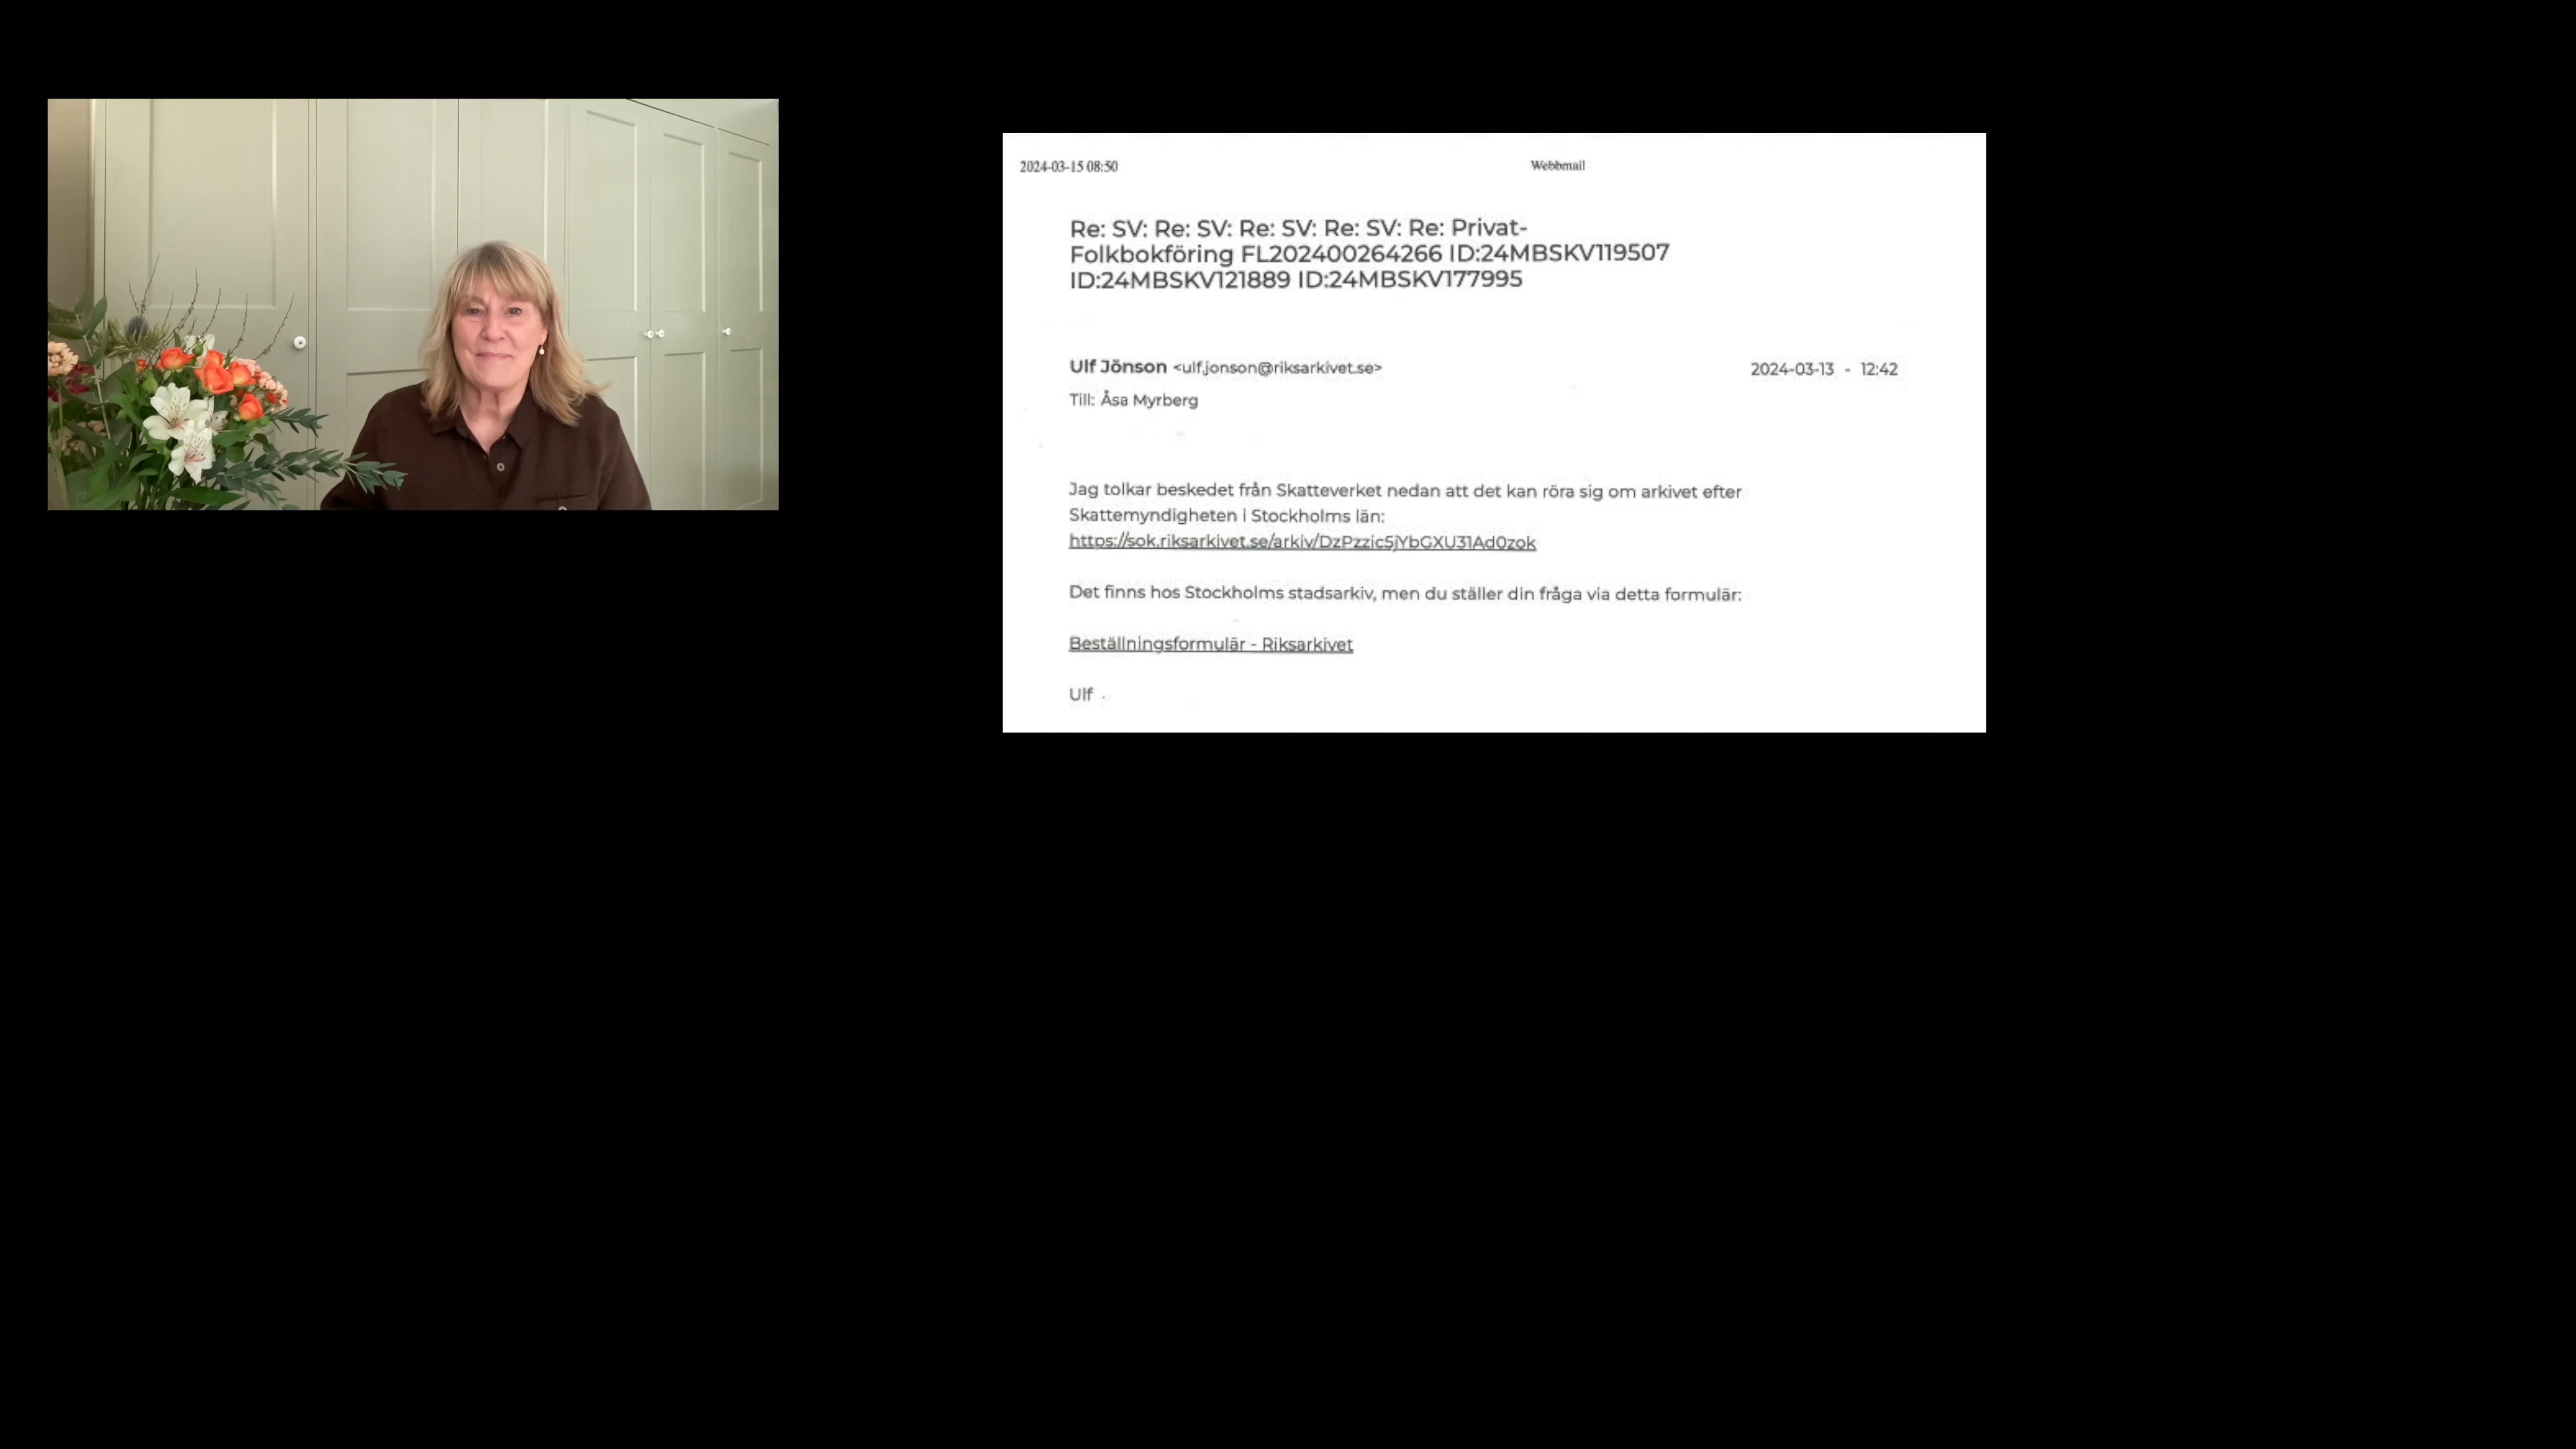 2024-03-15 08:50
Webbmail
Re: SV: Re: SV: Re: SV: Re: SV: Re: Privat-
Folkbokföring FL202400264266 ID:24MBSKV119507
ID:24MBSKV121889 ID:24MBSKV177995
Ulf Jönson <ulf.jonson@riksarkivet.se>
2024-03-13 - 12:42
Till: Åsa Myrberg
Jag tolkar beskedet från Skatteverket nedan att det kan röra sig om arkivet efter
Skattemyndigheten i Stockholms län:
https://sok.riksarkivet.se/arkiv/DzPzzic5jYbGXU31Ad0zok
Det finns hos Stockholms stadsarkiv, men du ställer din fråga via detta formulär:
Beställningsformulär - Riksarkivet
Ulf